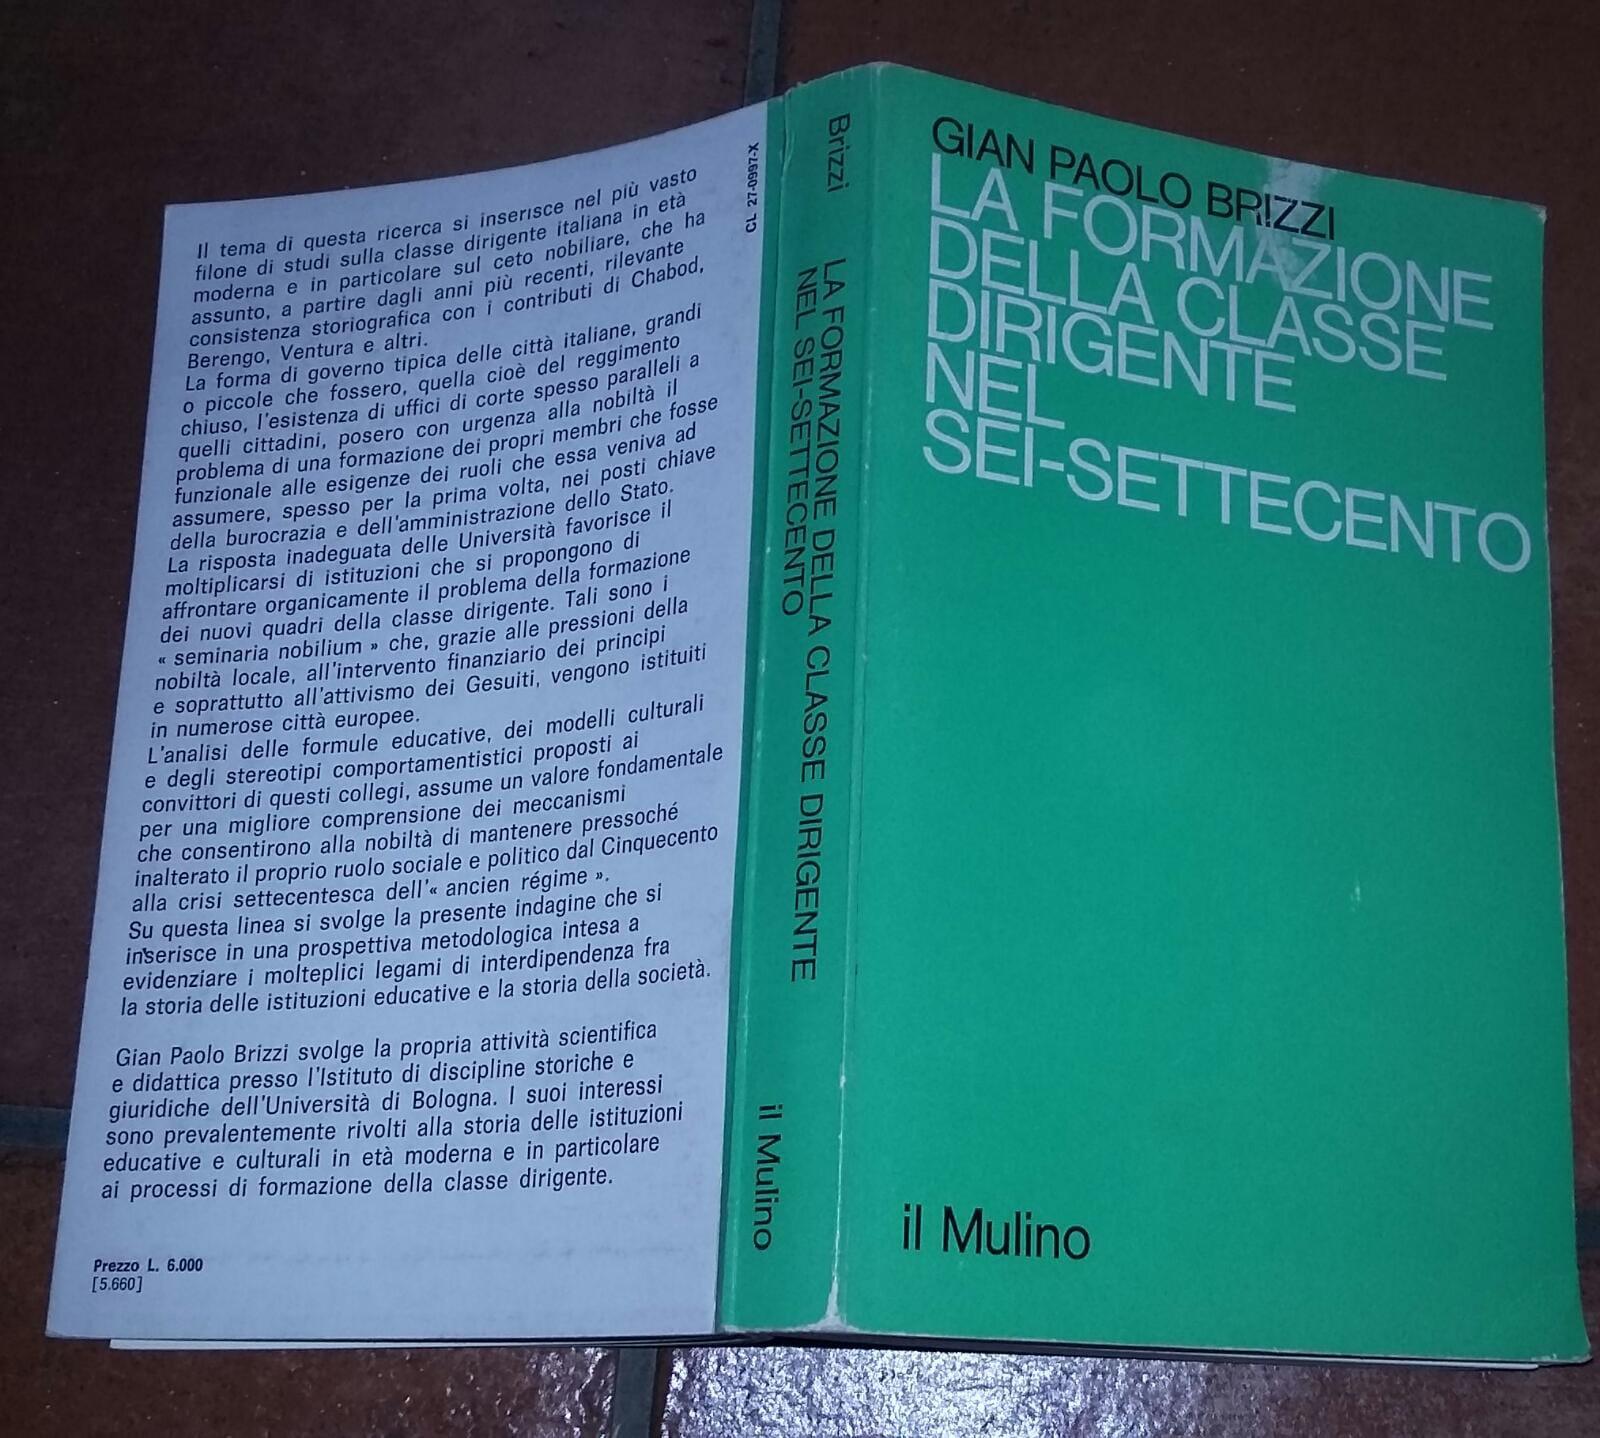 Il tema di questa ricerca si inserisce nel più vasto
filone di studi sulla classe dirigente italiana in età
moderna e in particolare sul ceto nobiliare, che ha
assunto, a partire dagli anni più recenti, rilevante
consistenza storiografica con i contributi di Chabod,
Berengo, Ventura e altri.
La forma di governo tipica delle città italiane, grandi
o piccole che fossero, quella cioè del reggimento
chiuso, l'esistenza di uffici di corte spesso paralleli a
quelli cittadini, posero con urgenza alla nobiltà il
problema di una formazione dei propri membri che fosse
funzionale alle esigenze dei ruoli che essa veniva ad
assumere, spesso per la prima volta, nei posti chiave
della burocrazia e dell'amministrazione dello Stato.
La risposta inadeguata delle Università favorisce il
moltiplicarsi di istituzioni che si propongono di
affrontare organicamente il problema della formazione
dei nuovi quadri della classe dirigente. Tali sono i
« seminaria nobilium » che, grazie alle pressioni della
nobiltà locale, all'intervento finanziario dei principi
e soprattutto all'attivismo dei Gesuiti, vengono istituiti
in numerose città europee.
L'analisi delle formule educative, dei modelli culturali
e degli stereotipi comportamentistici proposti ai
convittori di questi collegi, assume un valore fondamentale
per una migliore comprensione dei meccanismi
che consentirono alla nobiltà di mantenere pressoché
inalterato il proprio ruolo sociale e politico dal Cinquecento
alla crisi settecentesca dell'« ancien régime ».
Su questa linea si svolge la presente indagine che si
inserisce in una prospettiva metodologica intesa a
evidenziare i molteplici legami di interdipendenza fra
la storia delle istituzioni educative e la storia della società.
Gian Paolo Brizzi svolge la propria attività scientifica
e didattica presso l'Istituto di discipline storiche e
giuridiche dell'Università di Bologna. I suoi interessi
sono prevalentemente rivolti alla storia delle istituzioni
educative e culturali in età moderna e in particolare
ai processi di formazione della classe dirigente.
Prezzo L. 6.000
[5.660]
CL 27-0997-X
Brizzi
LA FORMAZIONE DELLA CLASSE DIRIGENTE
NEL SEI-SETTECENTO
il Mulino
GIAN PAOLO BRIZZI
LA FORMAZIONE
DELLA CLASSE
DIRIGENTE
NEL
SEI-SETTECENTO
il Mulino